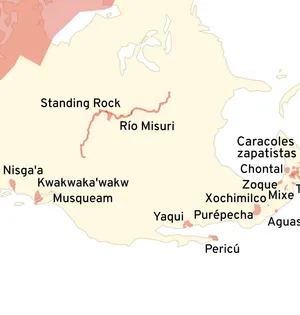 Standing Rock
Río Misuri
Caracoles
zapatistas
Chontal
Nisga'a
Zoque
Kwakwaka'wakw
Mixe
T
Musqueam
Xochimilco
Yaqui
Purépecha
Aguas
Pericú